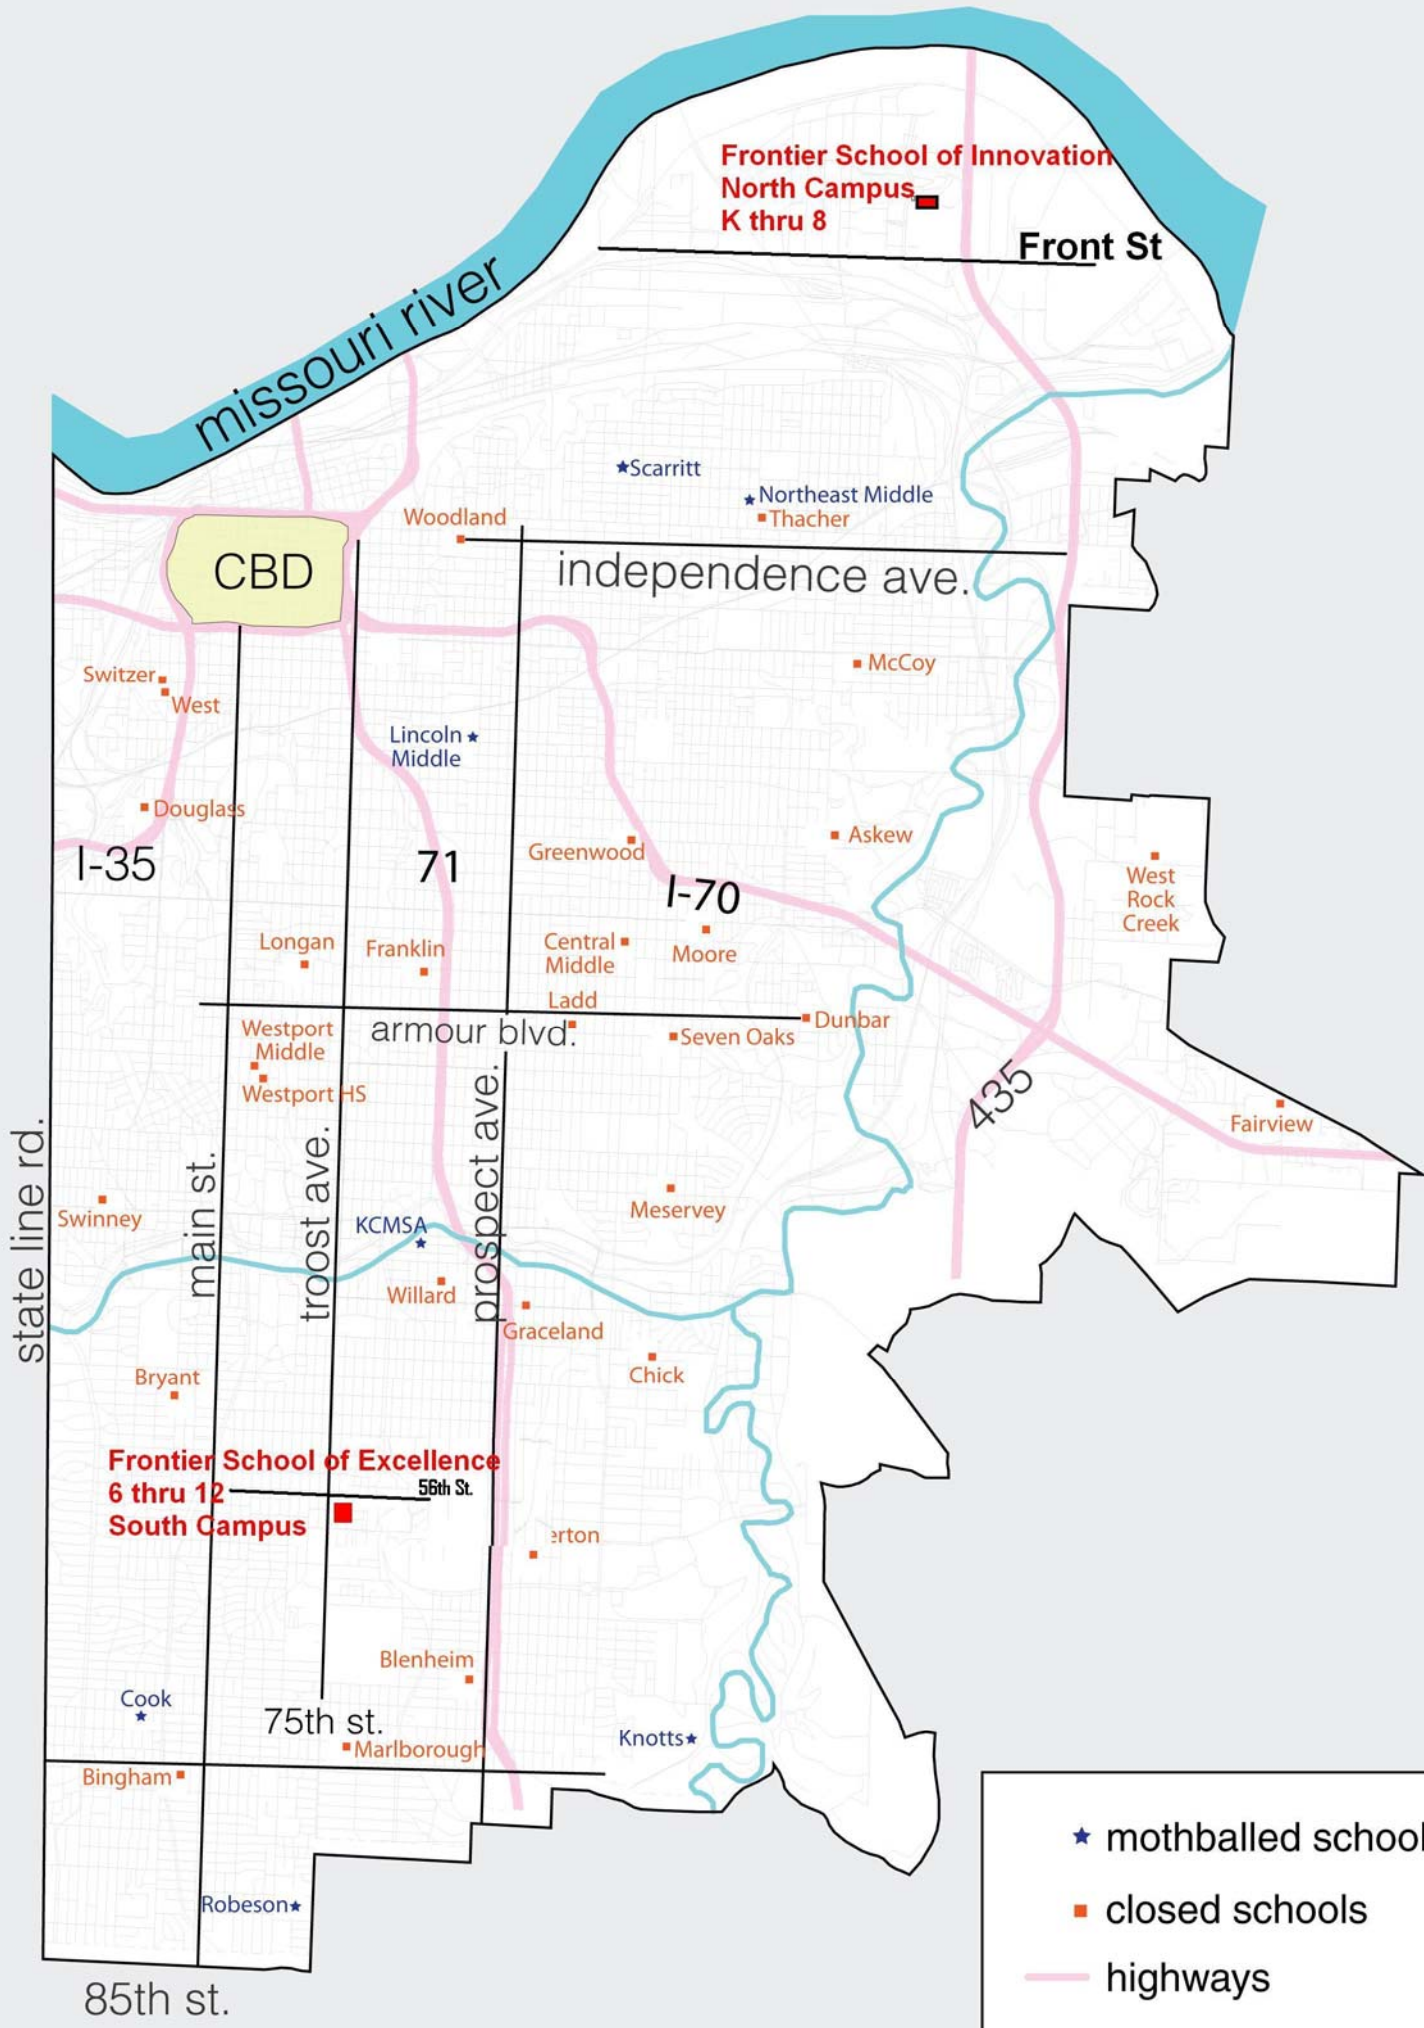 Frontier School of Innovation
North Campus
K thru 8
Front St
missouri river
Scarritt
Northeast Middle
Thacher
Woodland
CBD
independence ave.
McCoy
Switzer
West
Lincoln
Middle
Douglass
I-35
71
Greenwood
Askew
I-70
West
Rock
Creek
Longan
Franklin
Central
Middle
Moore
Ladd
Dunbar
armour blvd.
Seven Oaks
Westport
Middle
Westport HS
435
Fairview
state line rd.
main st.
troost ave.
prospect ave.
Swinney
KCMSA
Meservey
Willard
Graceland
Chick
Bryant
Frontier School of Excellence
6 thru 12
South Campus
56th St.
erton
Blenheim
Cook
75th st.
Marlborough
Knotts
Bingham
Robeson
85th st.
mothballed school
closed schools
highways